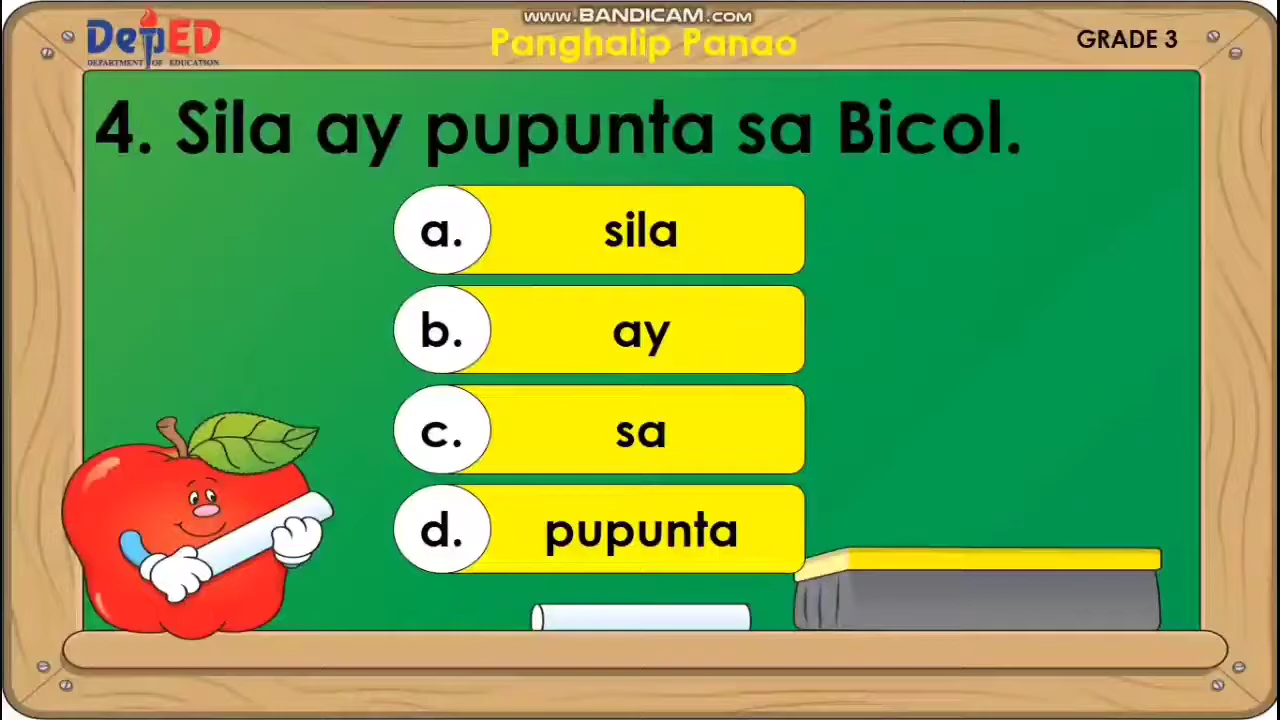 www.BANDICAM.com
DepED
DEPARTMENT OF EDUCATION
Panghalip Panao
GRADE 3
4. Sila ay pupunta sa Bicol.
a. sila
b. ay
c. sa
d. pupunta